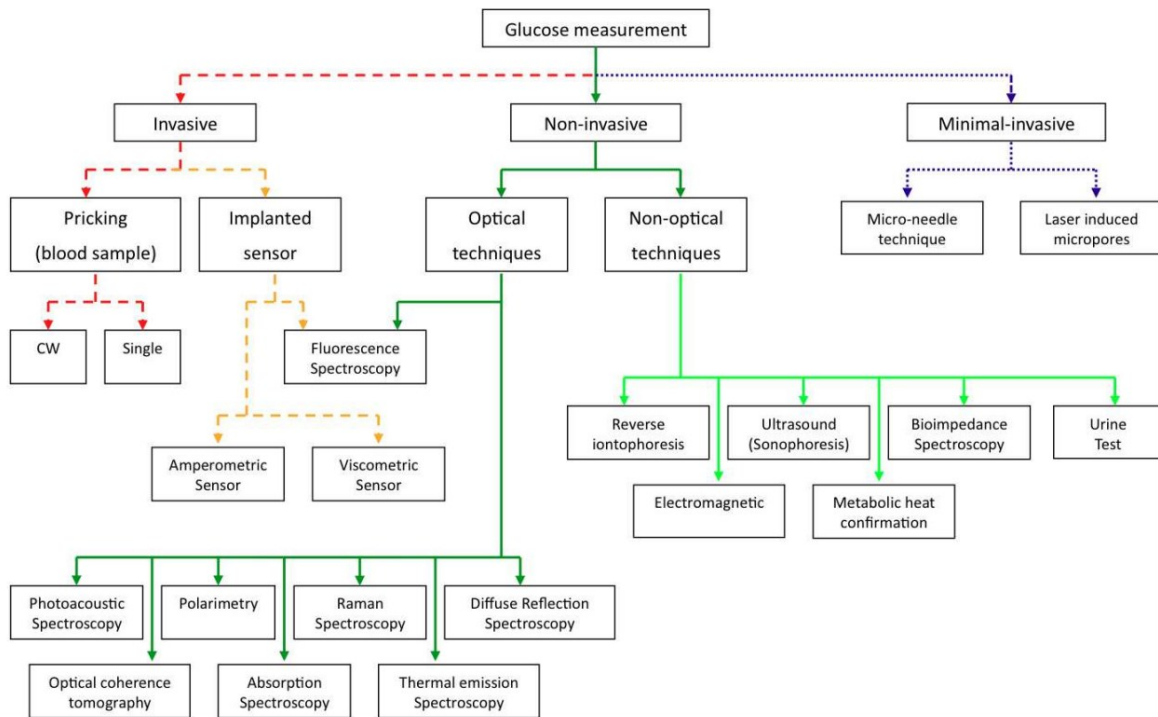 Glucose measurement
Invasive
Non-invasive
Minimal-invasive
Pricking
(blood sample)
Implanted
sensor
Optical
techniques
Non-optical
techniques
Micro-needle
technique
Laser induced
micropores
CW
Single
Fluorescence
Spectroscopy
Reverse
iontophoresis
Ultrasound
(Sonophoresis)
Bioimpedance
Spectroscopy
Urine
Test
Amperometric
Sensor
Viscometric
Sensor
Electromagnetic
Metabolic heat
confirmation
Photoacoustic
Spectroscopy
Polarimetry
Raman
Spectroscopy
Diffuse Reflection
Spectroscopy
Optical coherence
tomography
Absorption
Spectroscopy
Thermal emission
Spectroscopy